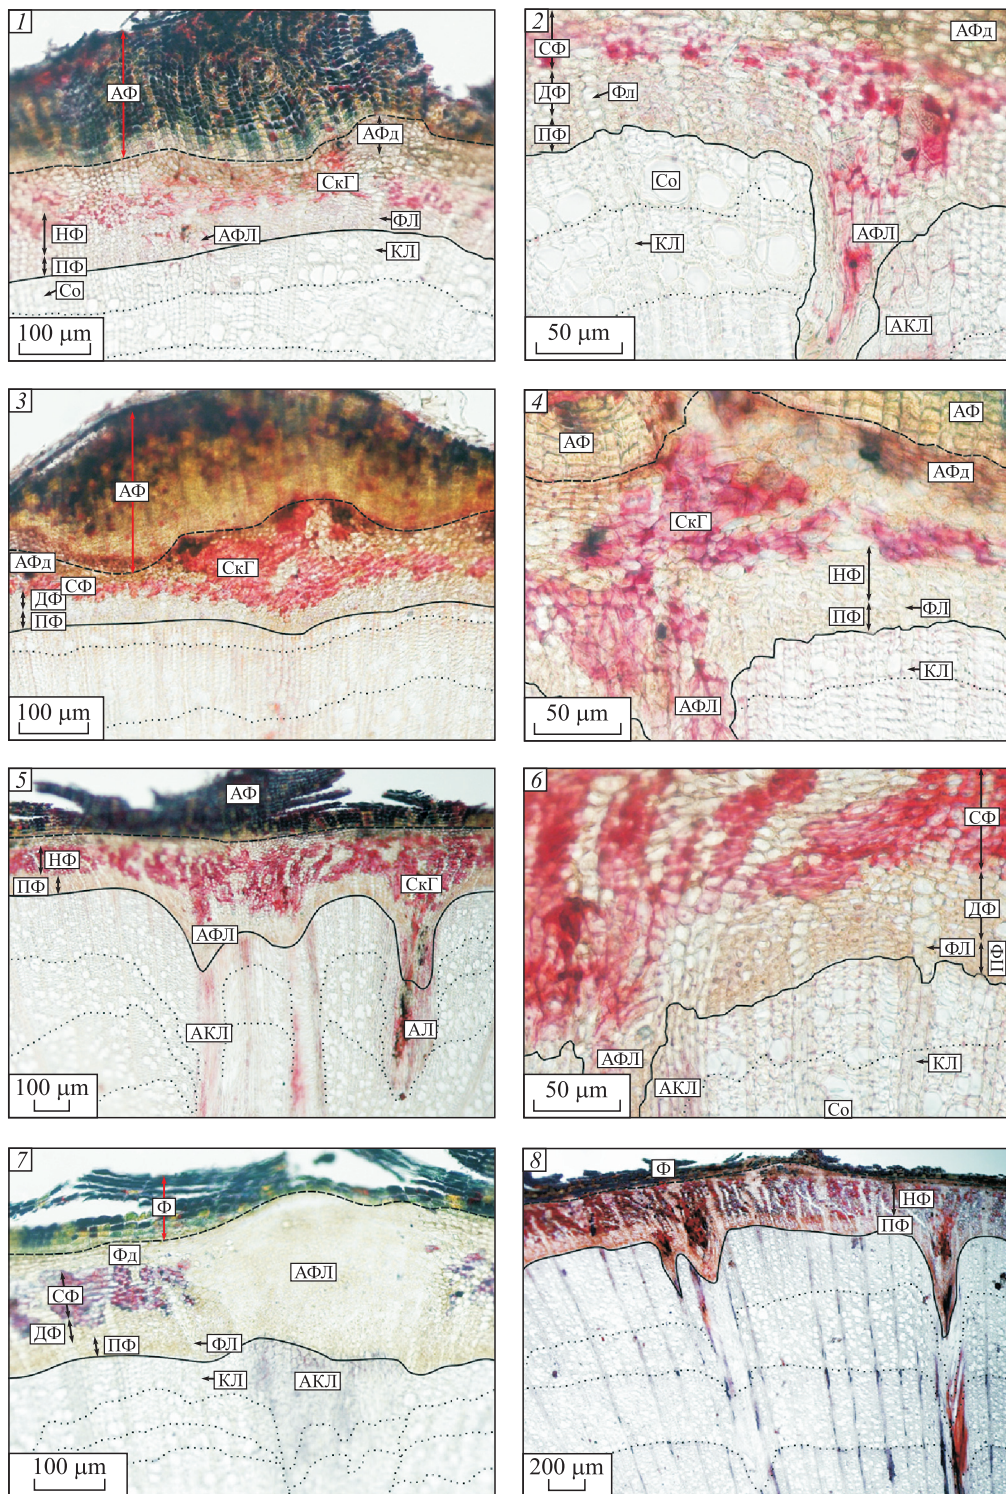 1
АФ
АФд
СкГ
ФЛ
НФ
АФЛ
КЛ
ПФ
Со
100 μm
2
АФд
СФ
ДФ
Фл
ПФ
Со
АФЛ
КЛ
АКЛ
50 μm
3
АФ
АФд
СкГ
СФ
ДФ
ПФ
100 μm
4
АФ
АФ
АФд
СкГ
НФ
ФЛ
ПФ
КЛ
АФЛ
50 μm
5
АФ
НФ
ПФ
СкГ
АФЛ
АКЛ
АЛ
100 μm
6
СФ
ДФ
ФЛ
ПФ
АФЛ
КЛ
АКЛ
Со
50 μm
7
Ф
Фд
АФЛ
СФ
ДФ
ПФ
ФЛ
КЛ
АКЛ
100 μm
8
Ф
НФ
ПФ
200 μm